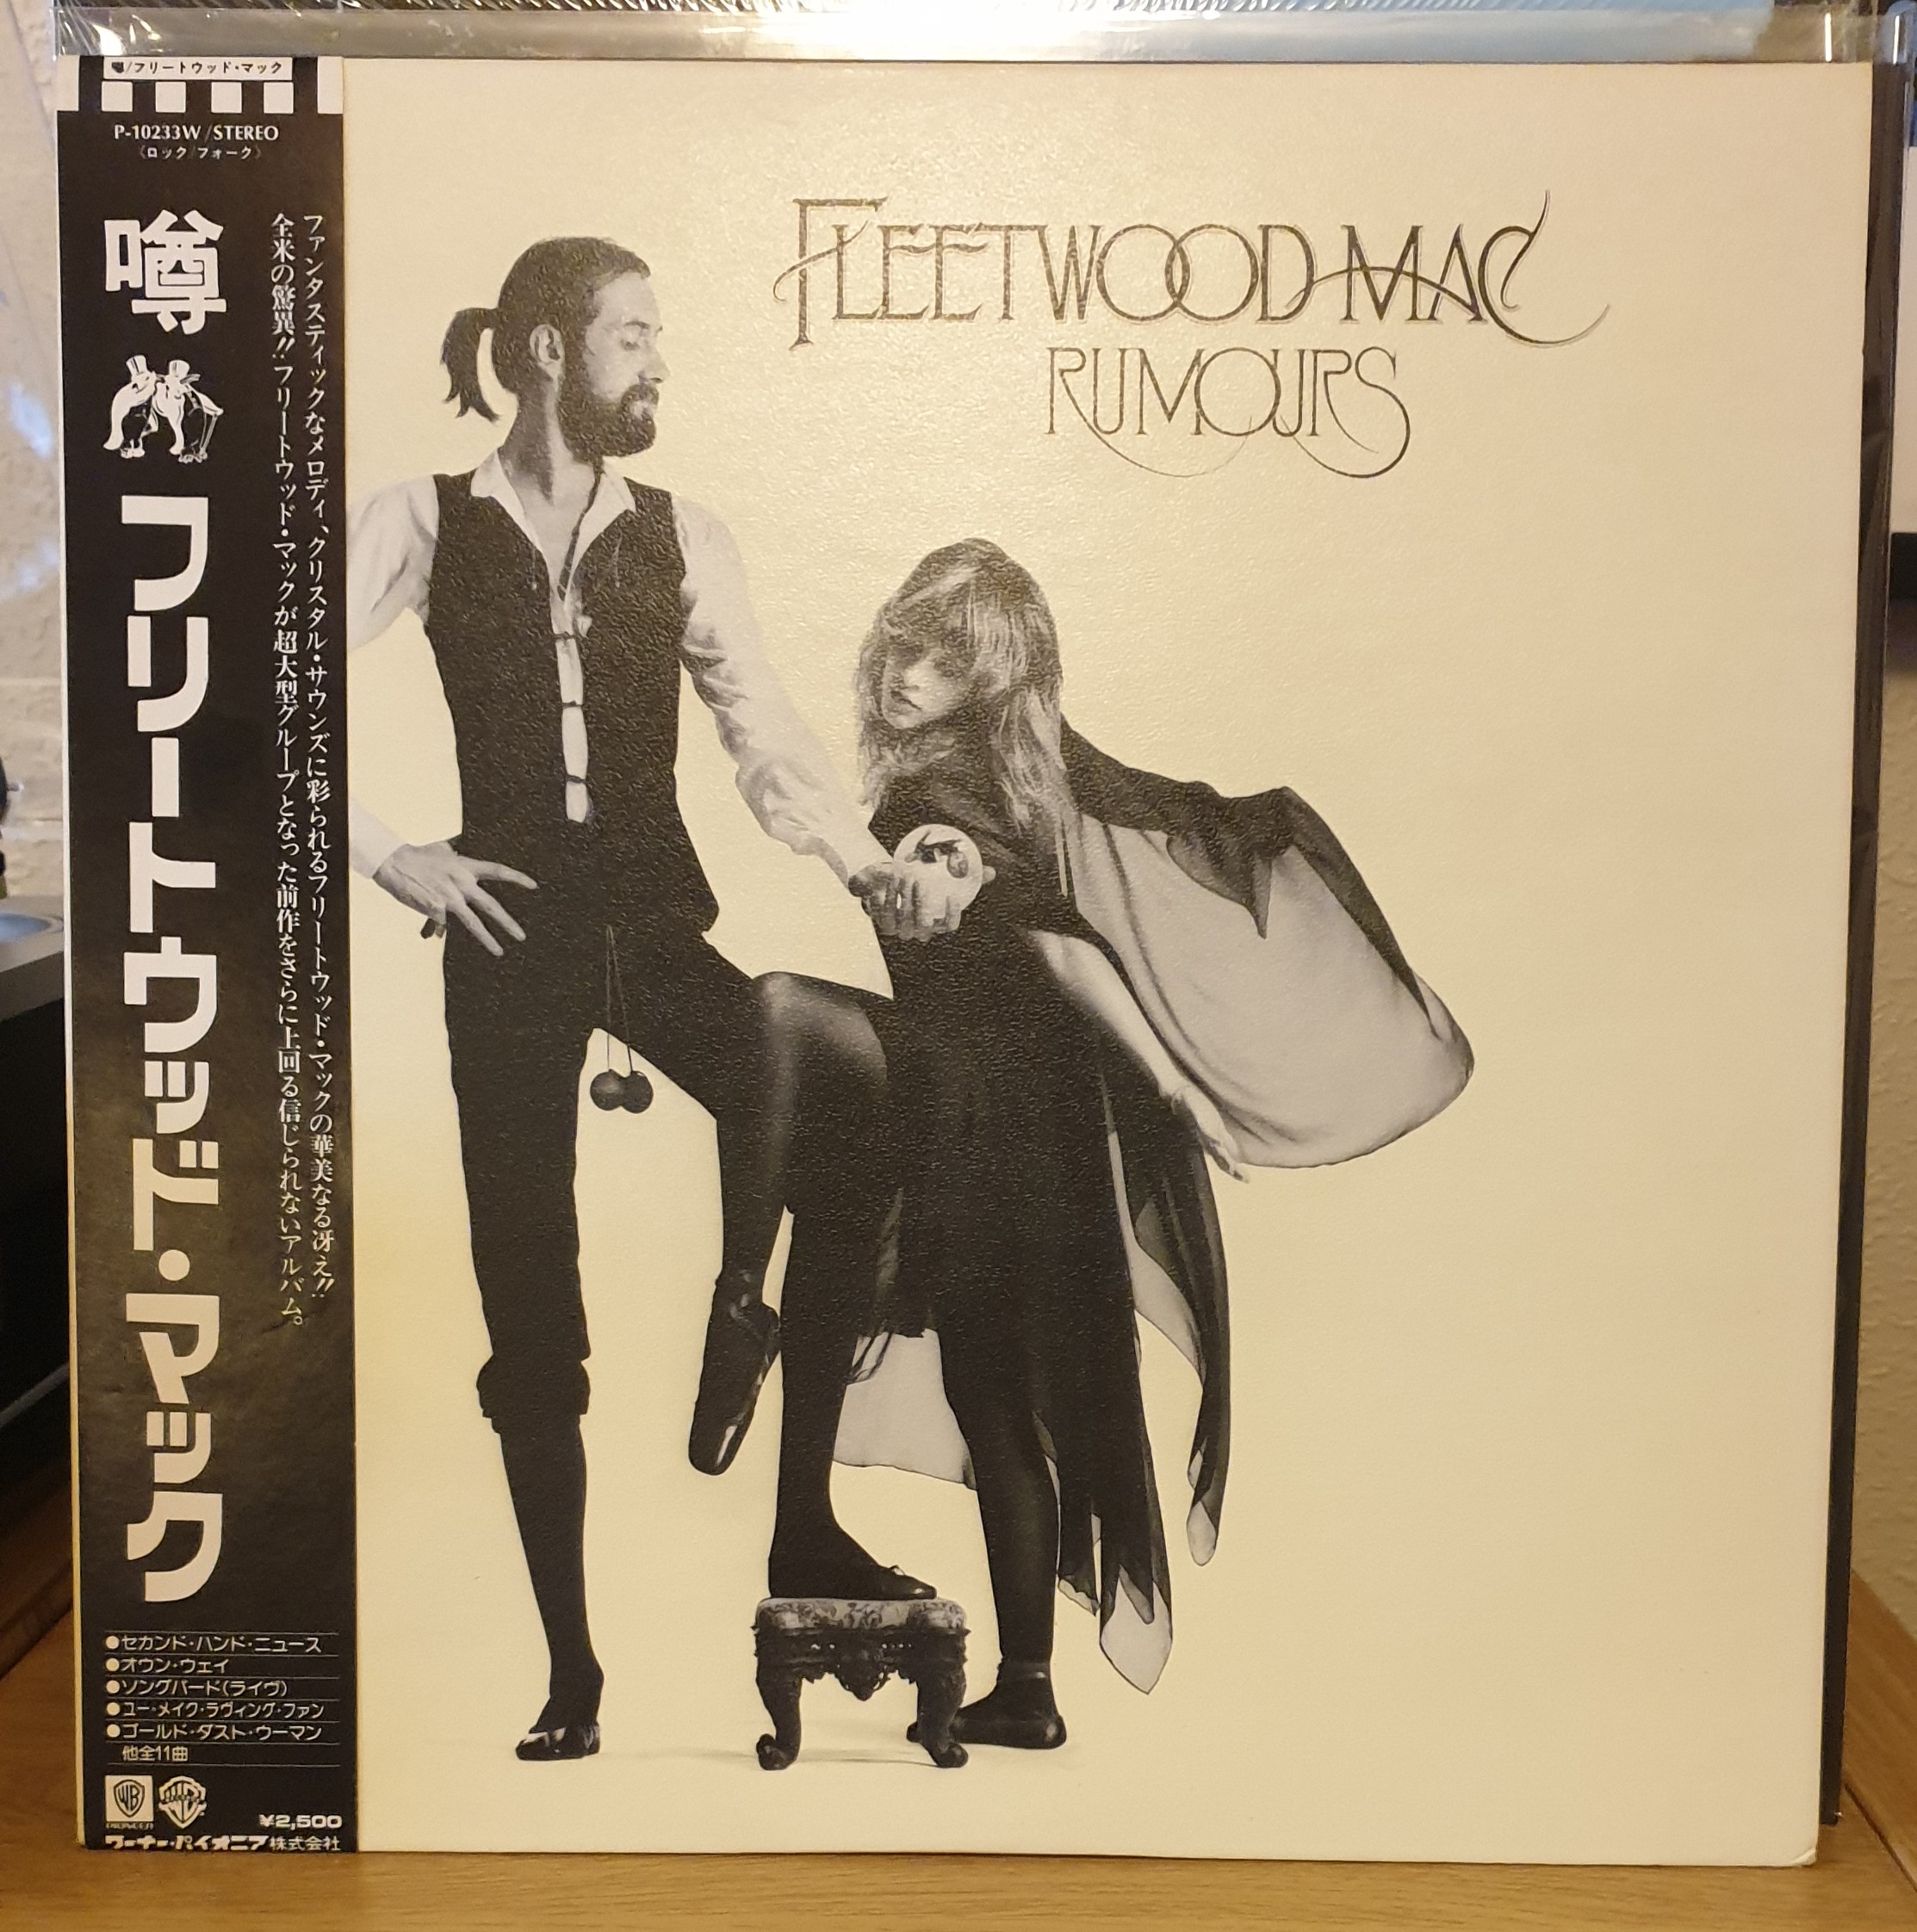 噂/フリートウッド・マック
P-10233W/STEREO
〈ロック/フォーク〉
ファンタスティックなメロディ、クリスタル・サウンズに彩られるフリートウッド・マックの華美なる冴え!!
全米の驚異!!フリートウッド・マックが超大型グループとなった前作をさらに上回る信じられないアルバム。
噂
フリートウッド・マック
●セカンド・ハンド・ニュース
●オウン・ウェイ
●ソングバード(ライヴ)
●ユー・メイク・ラヴィング・ファン
●ゴールド・ダスト・ウーマン
他全11曲
WB
PIONEER
¥2,500
ワーナー・パイオニア株式会社
FLEETWOOD MAC
RUMOURS